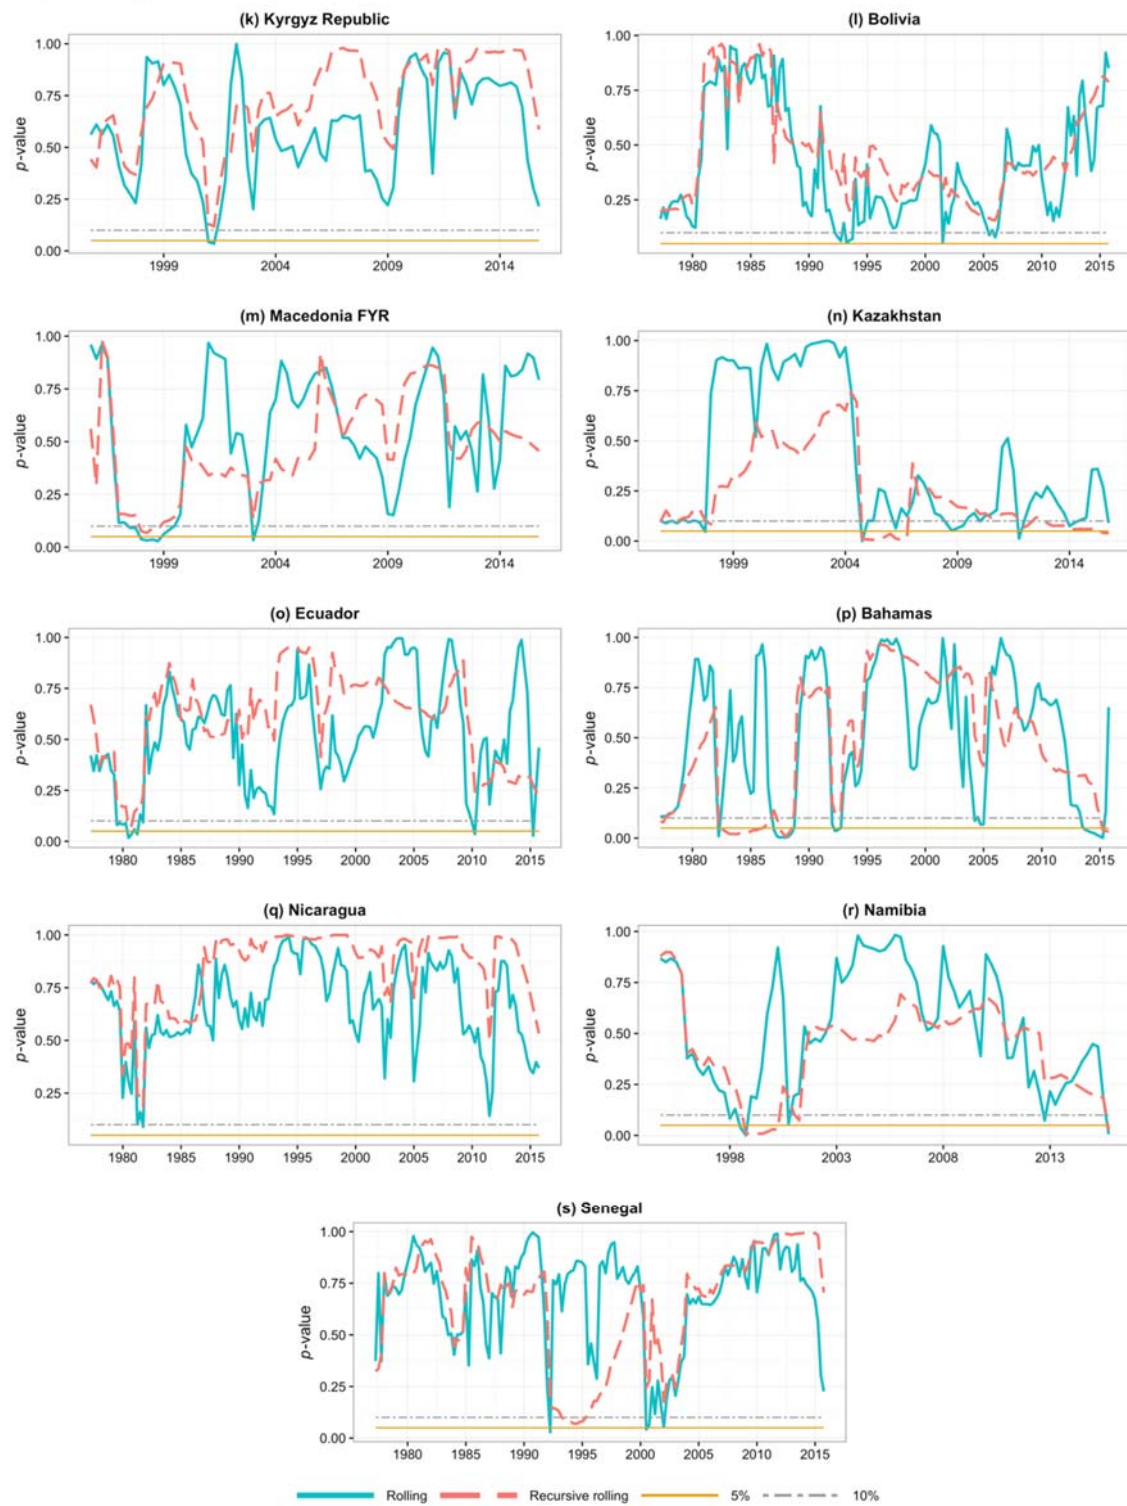 (k) Kyrgyz Republic
1.00
0.75
0.50
0.25
0.00
p-value
1999 2004 2009 2014
(l) Bolivia
1.00
0.75
0.50
0.25
p-value
1980 1985 1990 1995 2000 2005 2010 2015
(m) Macedonia FYR
1.00
0.75
0.50
0.25
0.00
p-value
1999 2004 2009 2014
(n) Kazakhstan
1.00
0.75
0.50
0.25
0.00
p-value
1999 2004 2009 2014
(o) Ecuador
1.00
0.75
0.50
0.25
0.00
p-value
1980 1985 1990 1995 2000 2005 2010 2015
(p) Bahamas
1.00
0.75
0.50
0.25
0.00
p-value
1980 1985 1990 1995 2000 2005 2010 2015
(q) Nicaragua
1.00
0.75
0.50
0.25
p-value
1980 1985 1990 1995 2000 2005 2010 2015
(r) Namibia
1.00
0.75
0.50
0.25
0.00
p-value
1998 2003 2008 2013
(s) Senegal
1.00
0.75
0.50
0.25
0.00
p-value
1980 1985 1990 1995 2000 2005 2010 2015
Rolling Recursive rolling 5% 10%